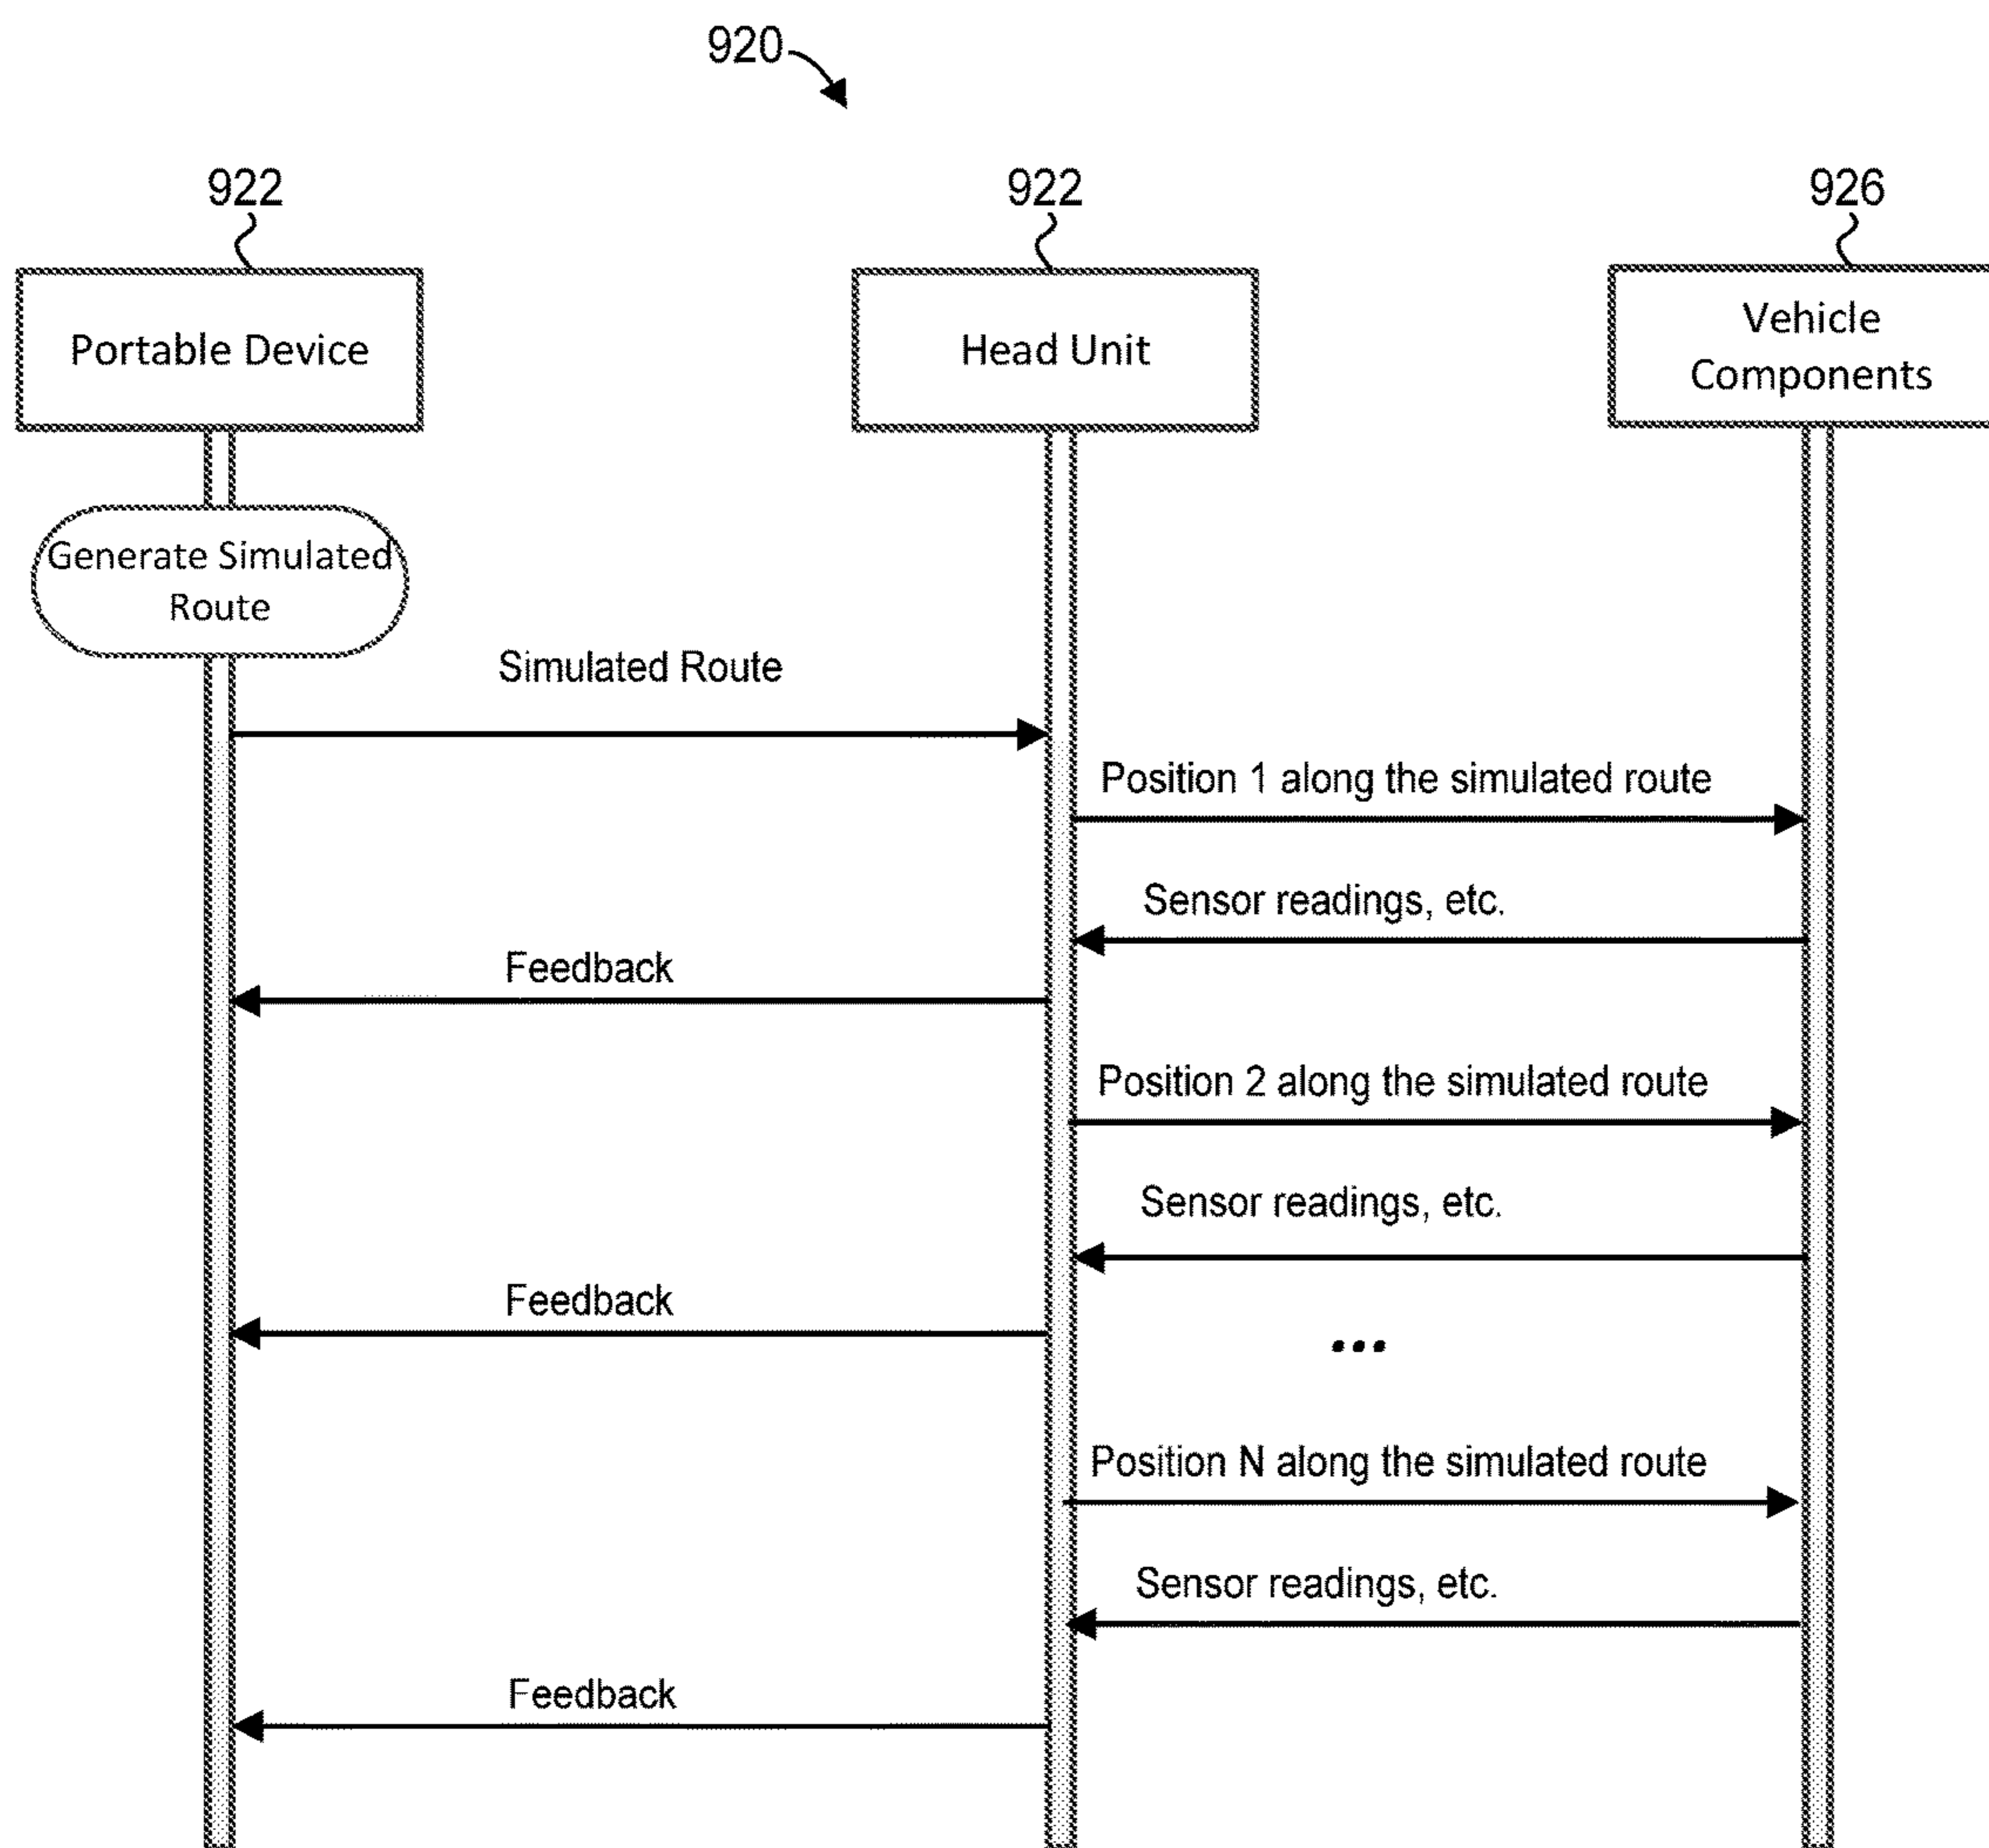 920
922
922
926
Portable Device
Head Unit
Vehicle
Components
Generate Simulated
Route
Simulated Route
Position 1 along the simulated route
Sensor readings, etc.
Feedback
Position 2 along the simulated route
Sensor readings, etc.
Feedback
...
Position N along the simulated route
Sensor readings, etc.
Feedback